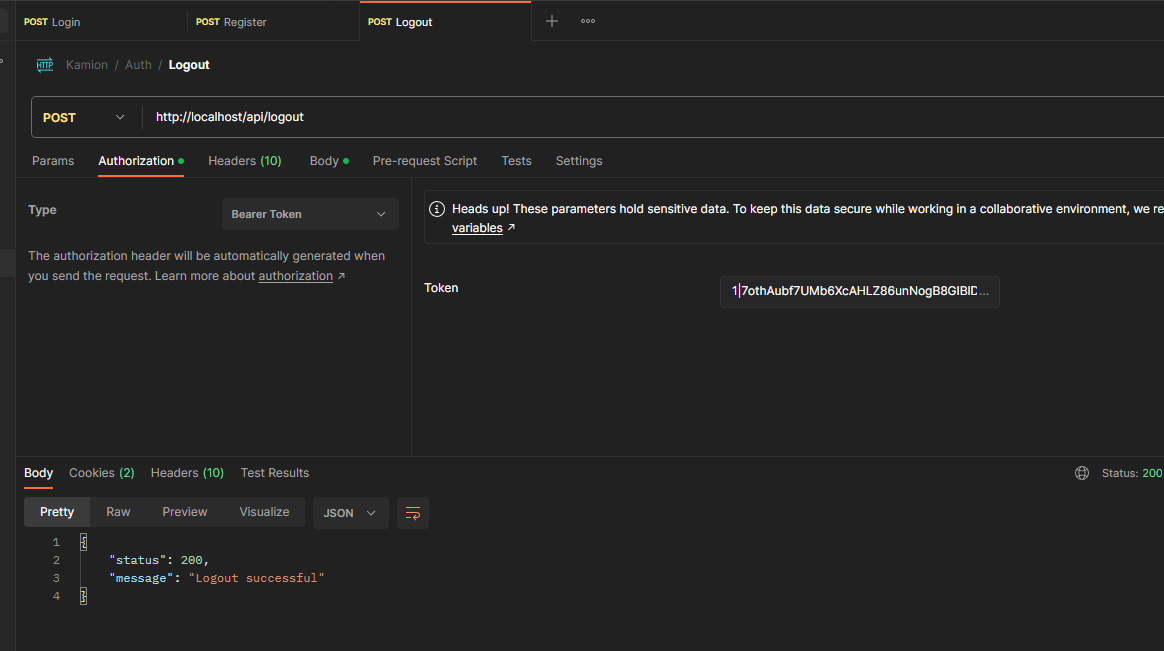 POST Login
POST Register
POST Logout
HTTP
Kamion / Auth / Logout
POST
http://localhost/api/logout
Params
Authorization
Headers (10)
Body
Pre-request Script
Tests
Settings
Type
Bearer Token
The authorization header will be automatically generated when
you send the request. Learn more about authorization ↗
Heads up! These parameters hold sensitive data. To keep this data secure while working in a collaborative environment, we re
variables ↗
Token
1|7othAubf7UMb6XcAHLZ86unNogB8GIBID...
Body
Cookies (2)
Headers (10)
Test Results
Status: 200
Pretty
Raw
Preview
Visualize
JSON
1 {
2 "status": 200,
3 "message": "Logout successful"
4 }